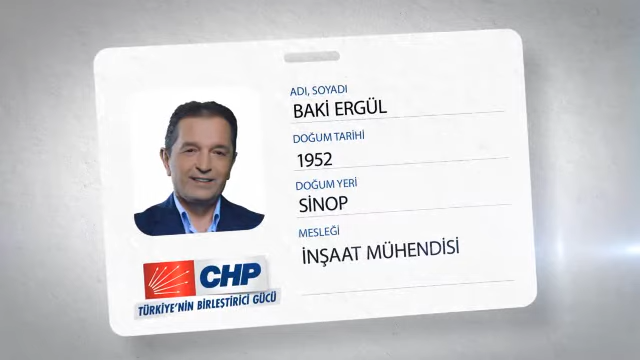 ADI, SOYADI
BAKİ ERGÜL
DOĞUM TARİHİ
1952
DOĞUM YERİ
SİNOP
MESLEĞİ
İNŞAAT MÜHENDİSİ
CHP
TÜRKİYE'NİN BİRLEŞTİRİCİ GÜCÜ